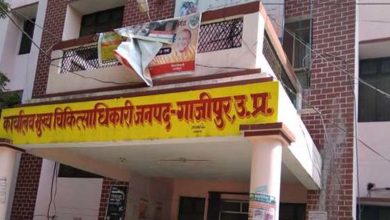 कार्यालय मुख्य चिकित्साधिकारी जनपद-गाजीपुर, उ.प्र.